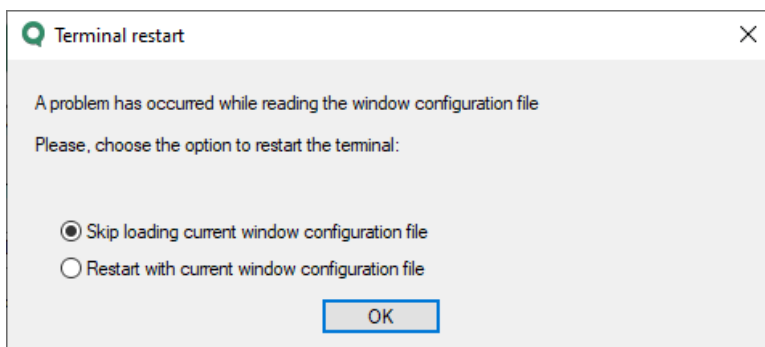 Terminal restart
A problem has occurred while reading the window configuration file
Please, choose the option to restart the terminal:
Skip loading current window configuration file
Restart with current window configuration file
OK